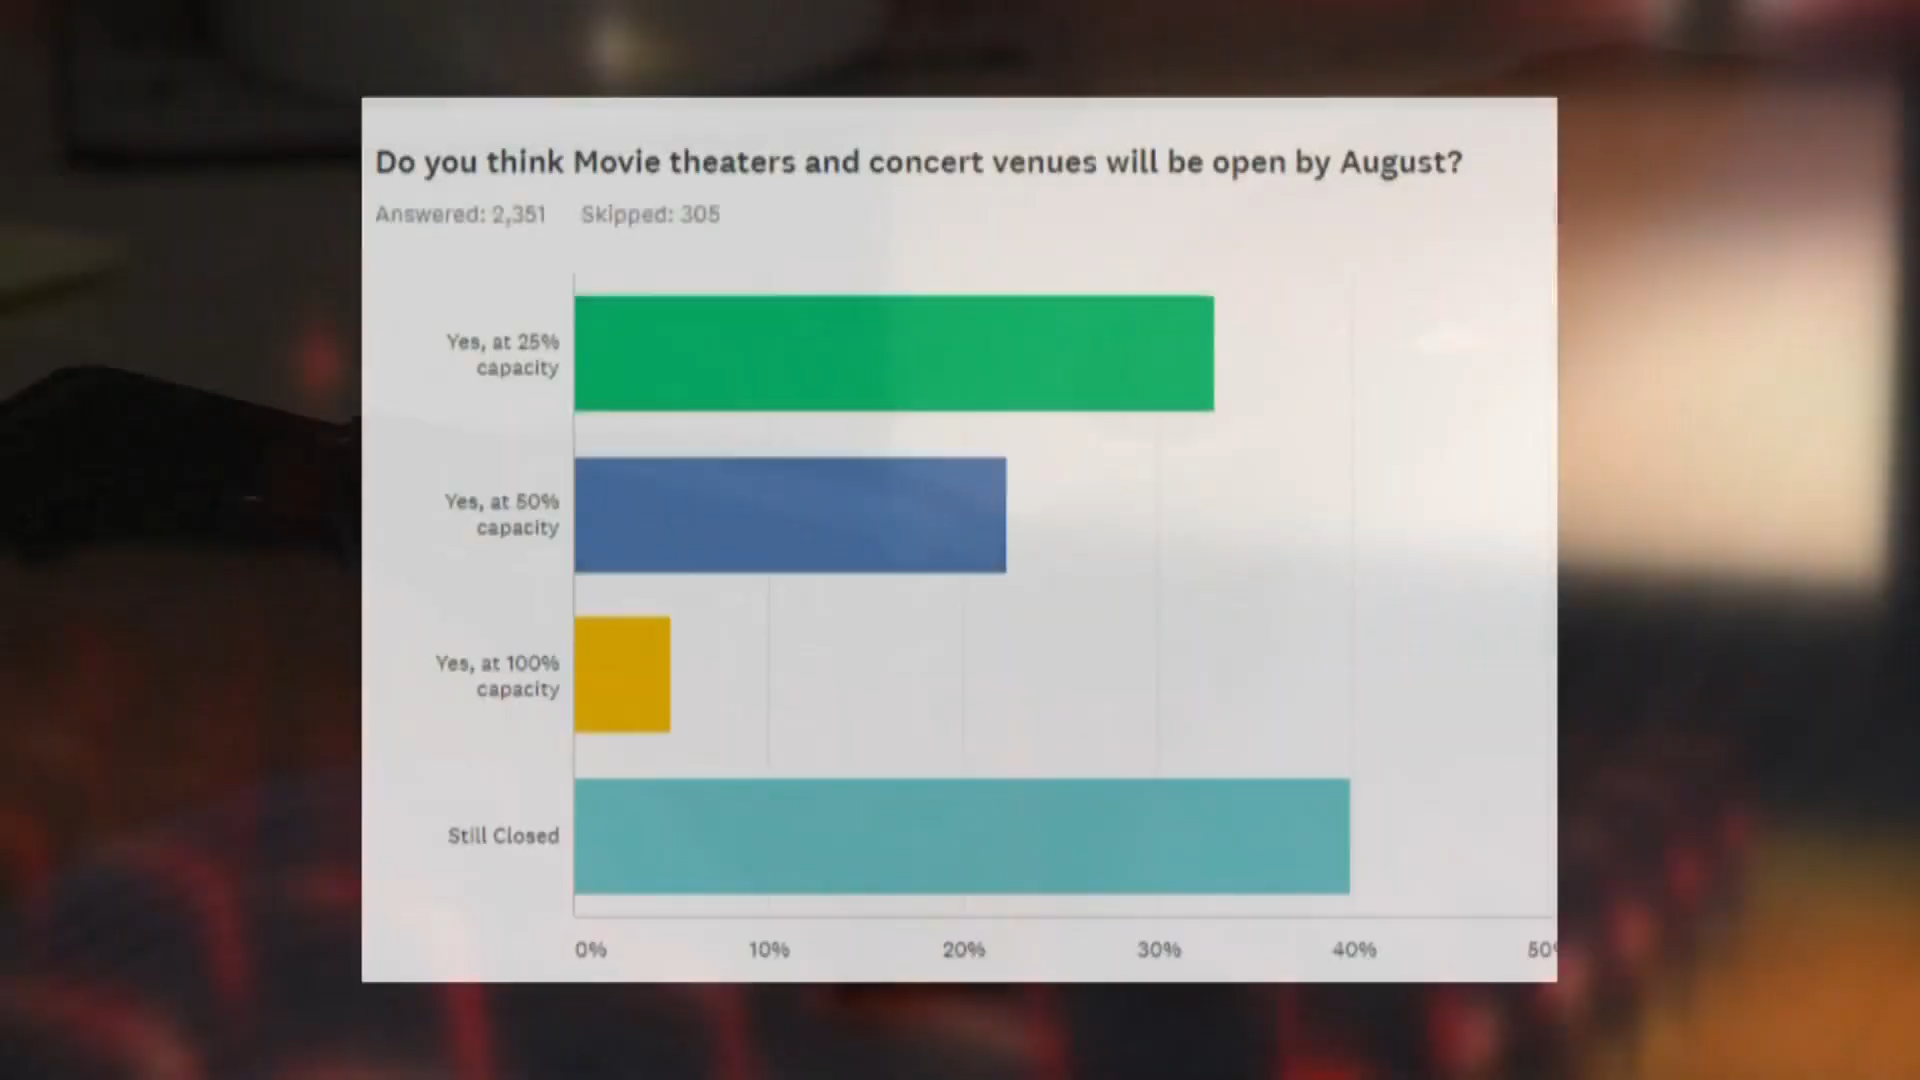 Do you think Movie theaters and concert venues will be open by August?
Answered: 2,351 Skipped: 305
Yes, at 25%
capacity
Yes, at 50%
capacity
Yes, at 100%
capacity
Still Closed
0% 10% 20% 30% 40% 50